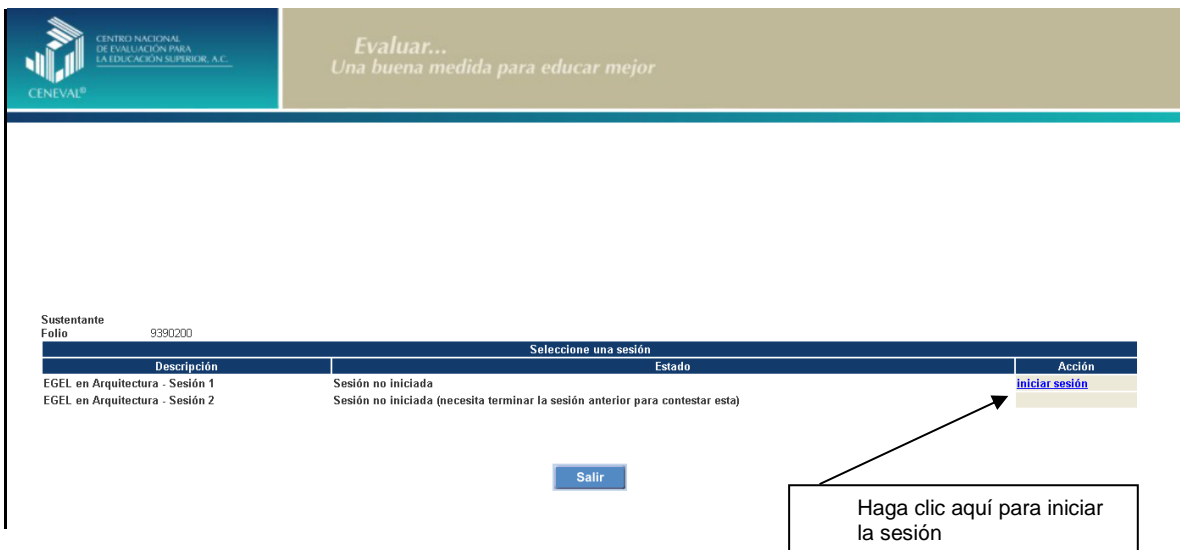 CENTRO NACIONAL
DE EVALUACIÓN PARA
LA EDUCACIÓN SUPERIOR, A.C.
CENEVAL®
Evaluar...
Una buena medida para educar mejor
Sustentante
Folio 9390200
Seleccione una sesión
Descripción Estado Acción
EGEL en Arquitectura - Sesión 1 Sesión no iniciada iniciar sesión
EGEL en Arquitectura - Sesión 2 Sesión no iniciada (necesita terminar la sesión anterior para contestar esta)
Salir
Haga clic aquí para iniciar
la sesión